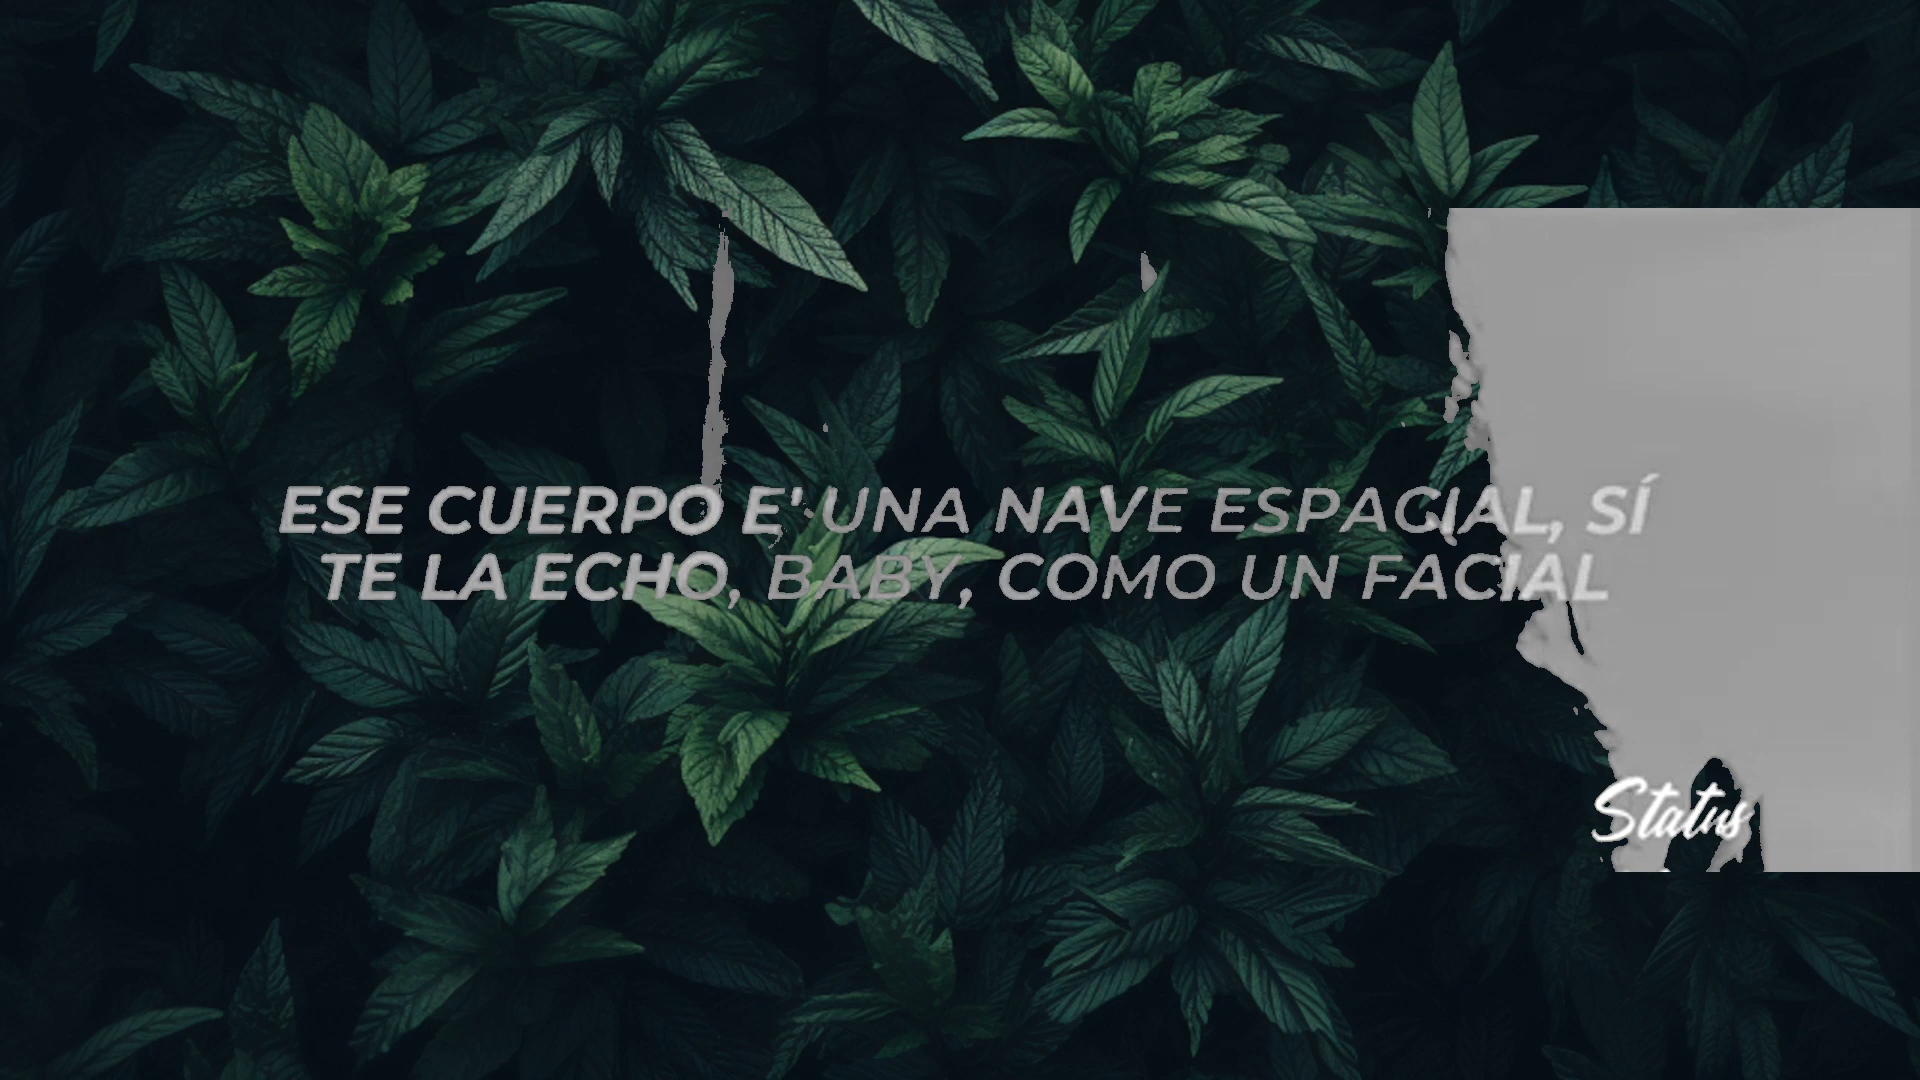 ESE CUERPO E' UNA NAVE ESPACIAL, SÍ
TE LA ECHO, BABY, COMO UN FACIAL
Status